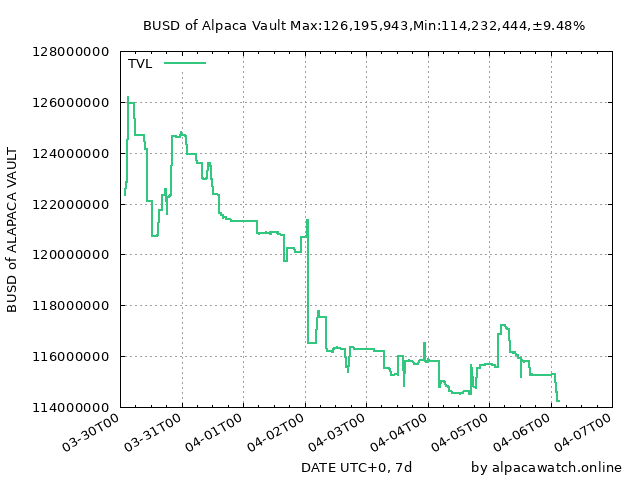 BUSD of Alpaca Vault Max:126,195,943,Min:114,232,444,±9.48%
128000000
TVL
126000000
124000000
122000000
120000000
118000000
116000000
114000000
BUSD of ALAPACA VAULT
03-30T00
03-31T00
04-01T00
04-02T00
04-03T00
04-04T00
04-05T00
04-06T00
04-07T00
DATE UTC+0, 7d
by alpacawatch.online